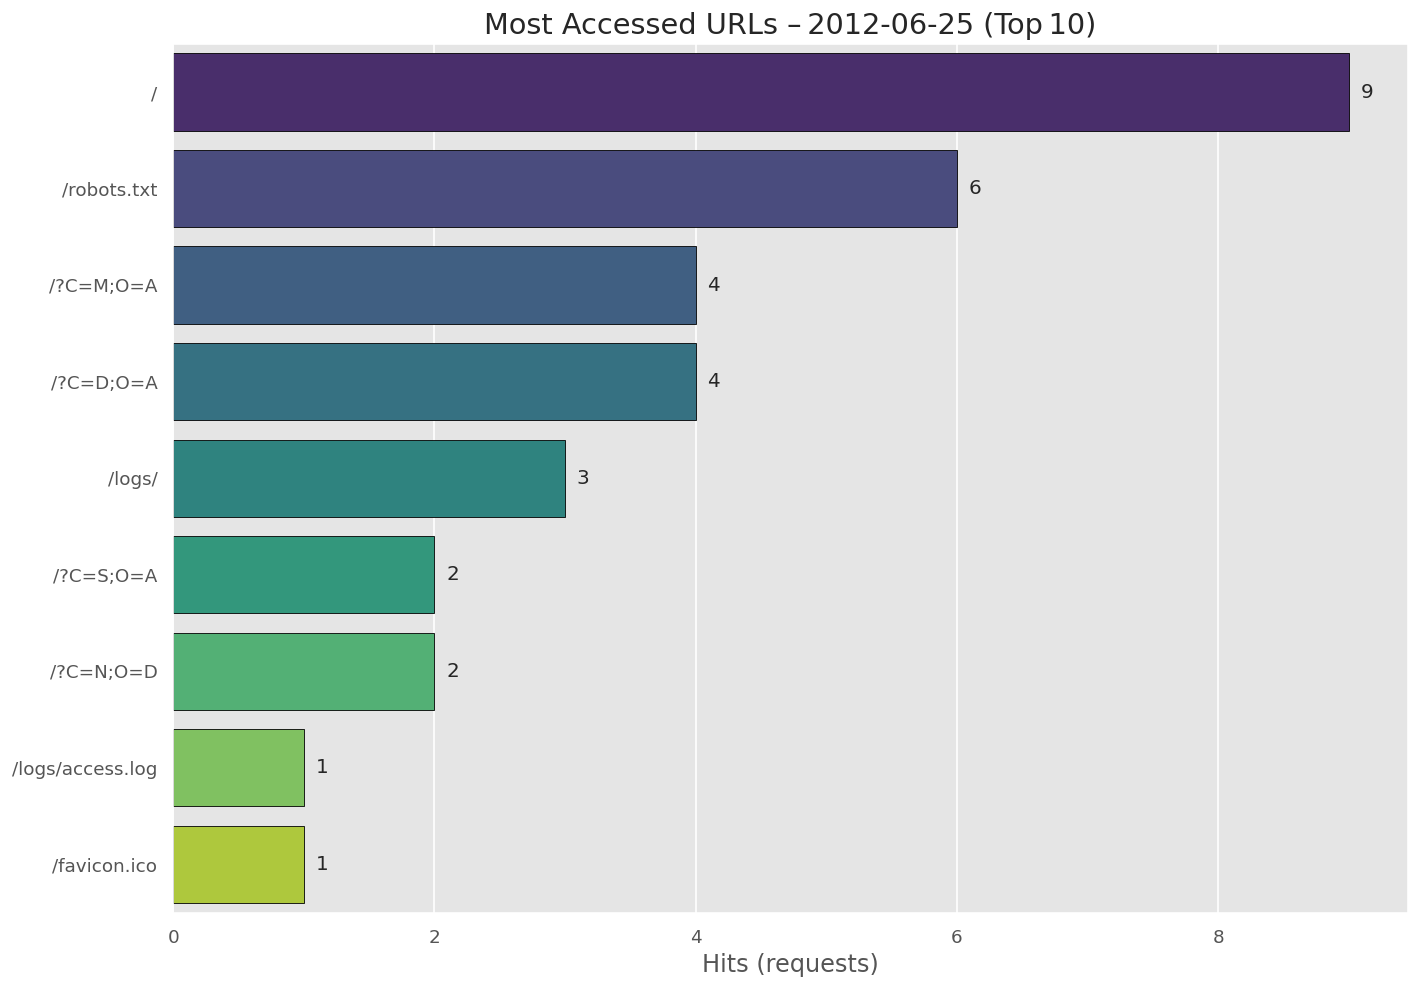 Most Accessed URLs – 2012-06-25 (Top 10)
/ 9
/robots.txt 6
/?C=M;O=A 4
/?C=D;O=A 4
/logs/ 3
/?C=S;O=A 2
/?C=N;O=D 2
/logs/access.log 1
/favicon.ico 1
0 2 4 6 8
Hits (requests)